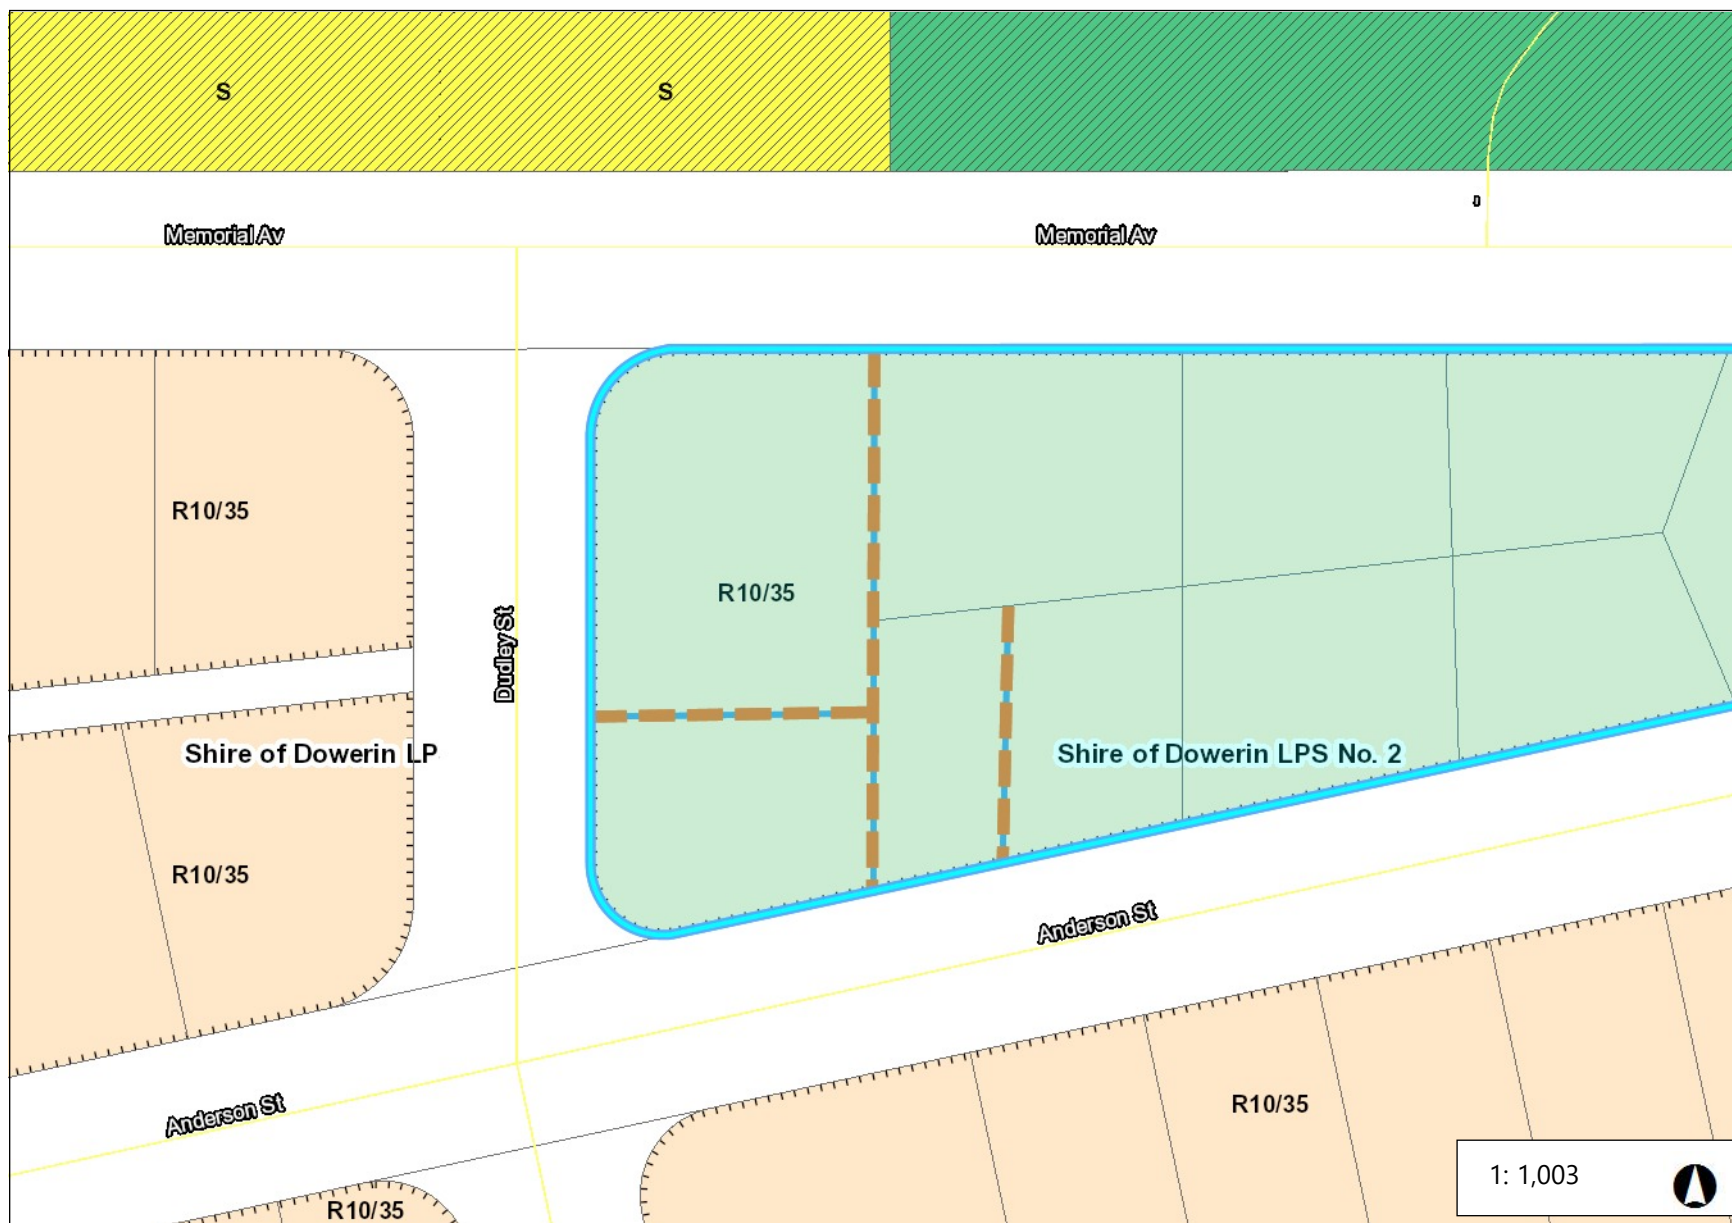 S
S
Memorial Av
Memorial Av
R10/35
R10/35
Dudley St
Shire of Dowerin LP
Shire of Dowerin LPS No. 2
R10/35
Anderson St
Anderson St
R10/35
1: 1,003
R10/35